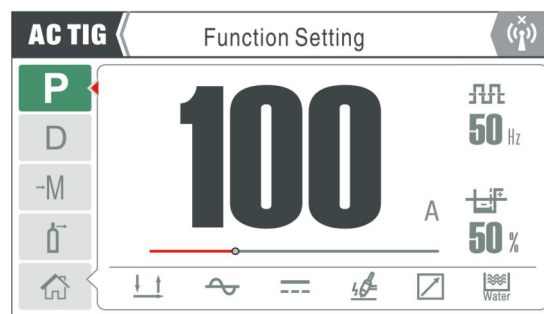 AC TIG
Function Setting
P
D
M
100
A
50 Hz
50 %
Water